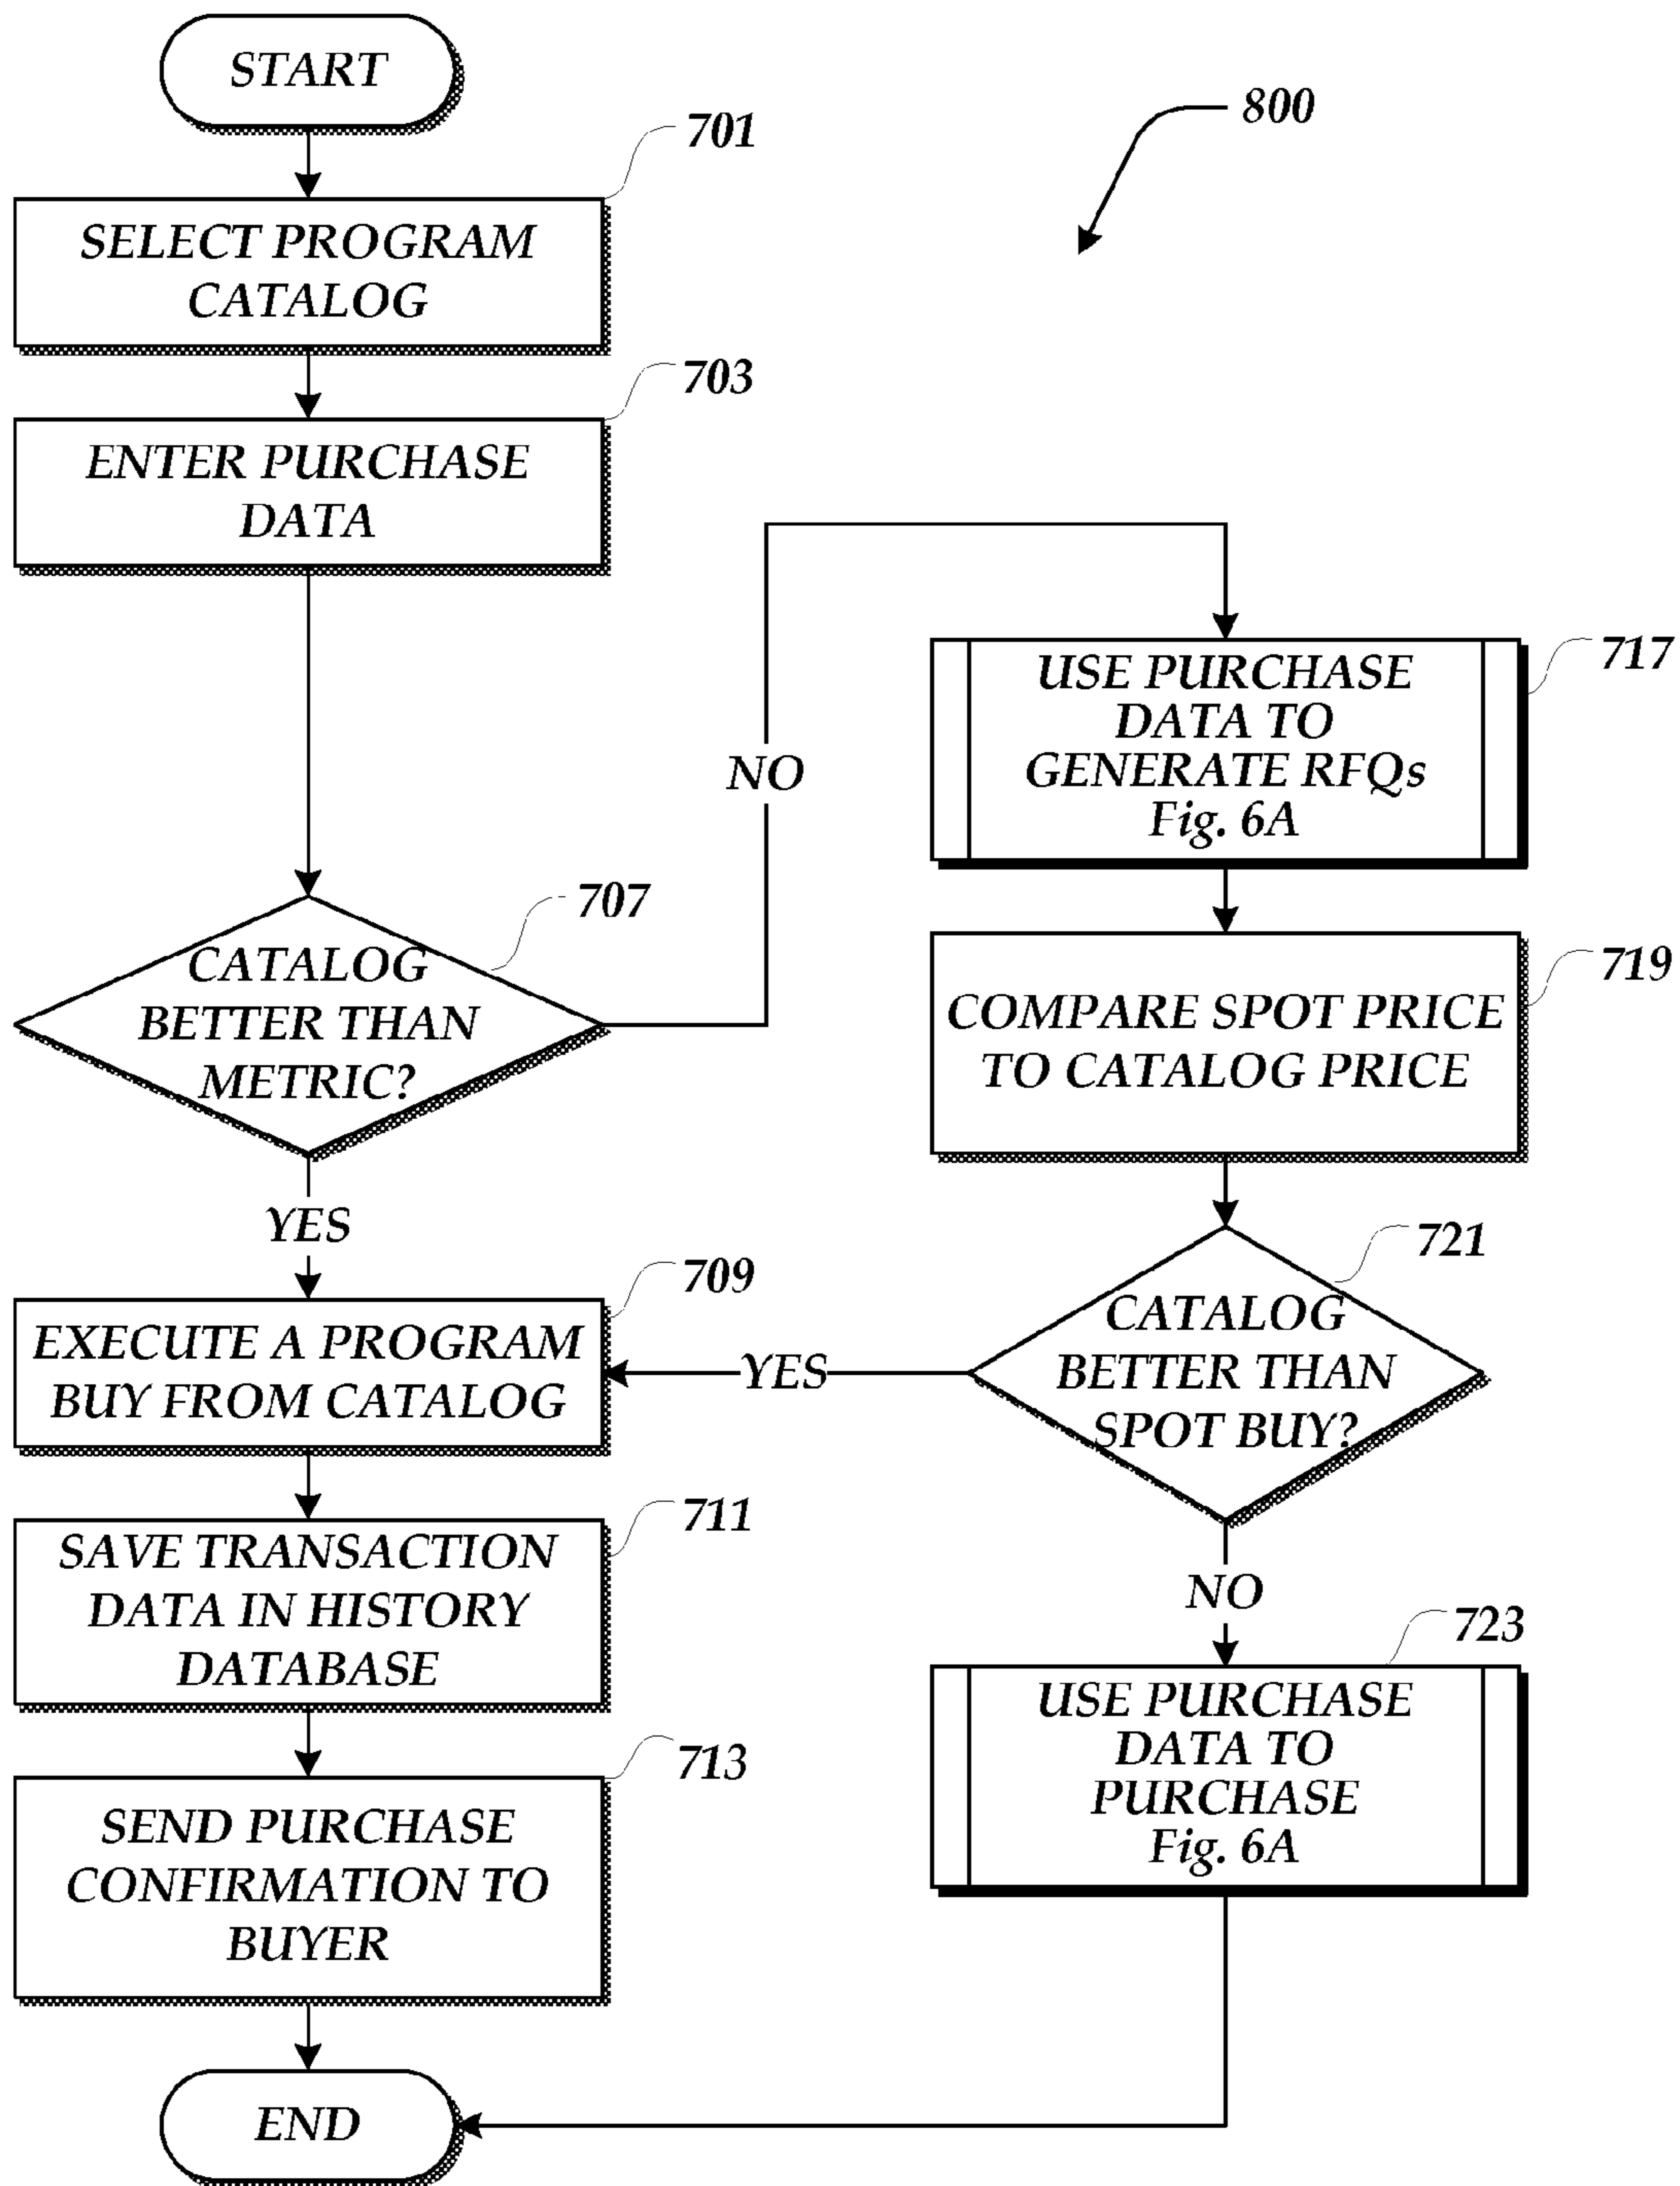 START
800
701
SELECT PROGRAM
CATALOG
703
ENTER PURCHASE
DATA
717
USE PURCHASE
DATA TO
GENERATE RFQs
Fig. 6A
NO
707
CATALOG
BETTER THAN
METRIC?
719
COMPARE SPOT PRICE
TO CATALOG PRICE
YES
721
CATALOG
BETTER THAN
SPOT BUY?
709
EXECUTE A PROGRAM
BUY FROM CATALOG
YES
711
SAVE TRANSACTION
DATA IN HISTORY
DATABASE
NO
723
USE PURCHASE
DATA TO
PURCHASE
Fig. 6A
713
SEND PURCHASE
CONFIRMATION TO
BUYER
END